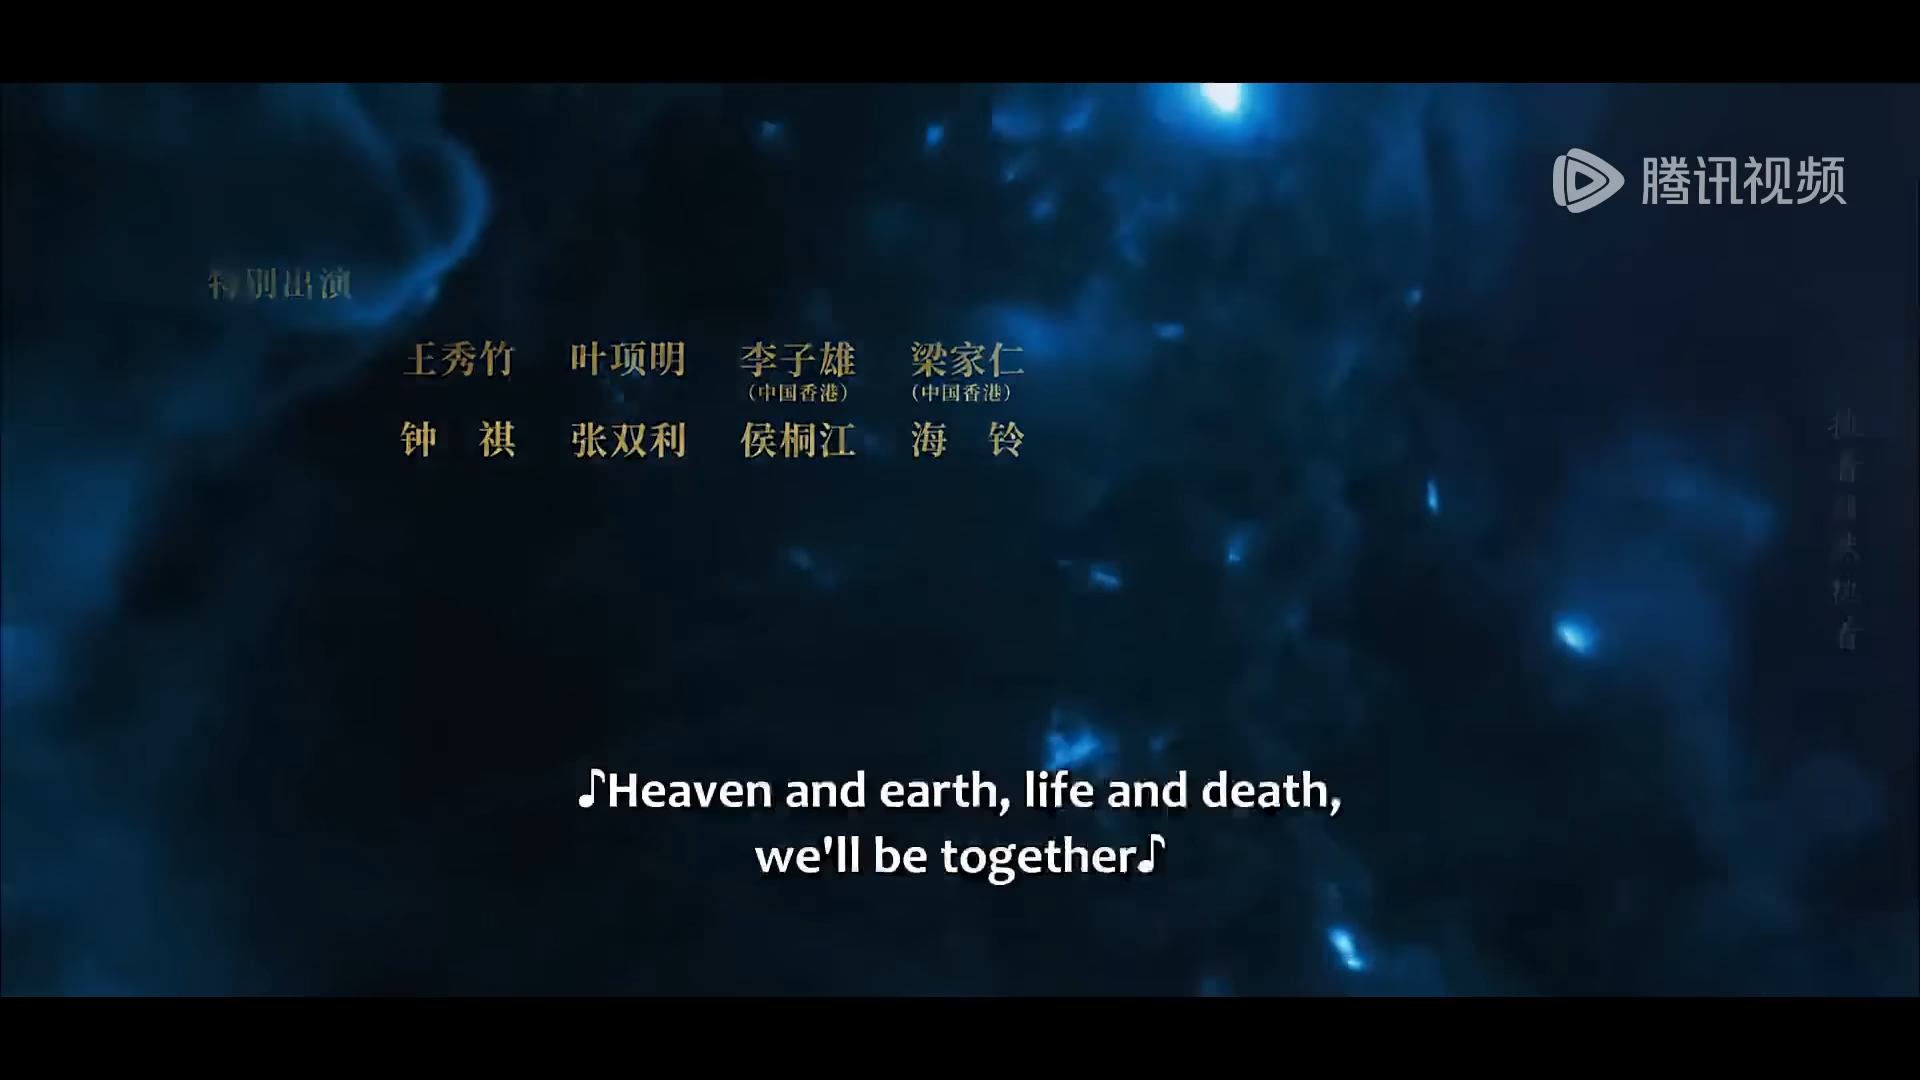 腾讯视频
特别出演
王秀竹 叶项明 李子雄 梁家仁
(中国香港) (中国香港)
钟 祺 张双利 侯桐江 海 铃
♪Heaven and earth, life and death,
we'll be together♪